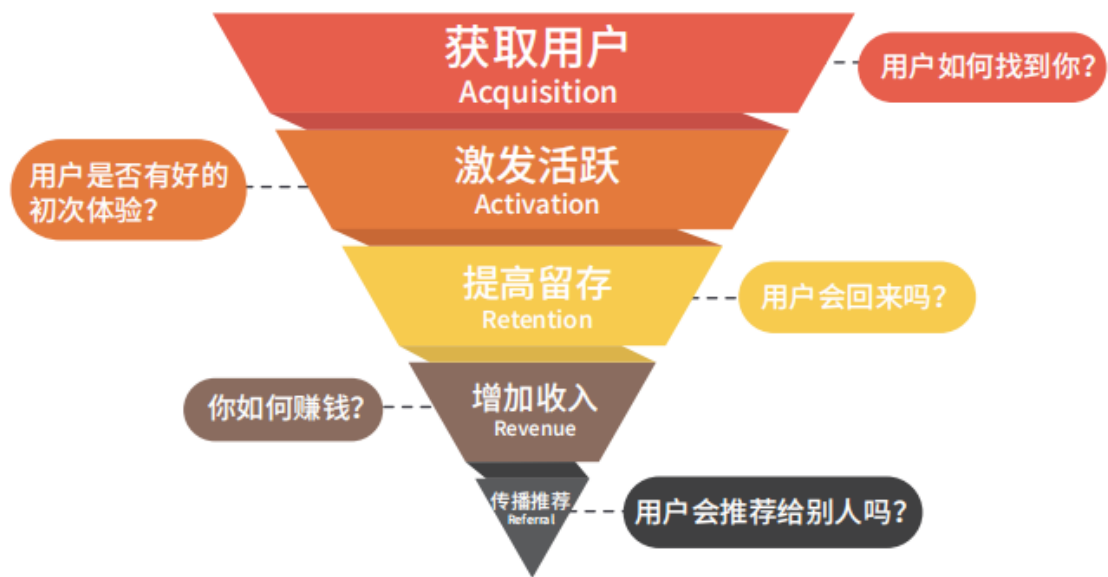 获取用户
Acquisition
用户如何找到你？
激发活跃
Activation
用户是否有好的
初次体验？
提高留存
Retention
用户会回来吗？
增加收入
Revenue
你如何赚钱？
传播推荐
Referral
用户会推荐给别人吗？